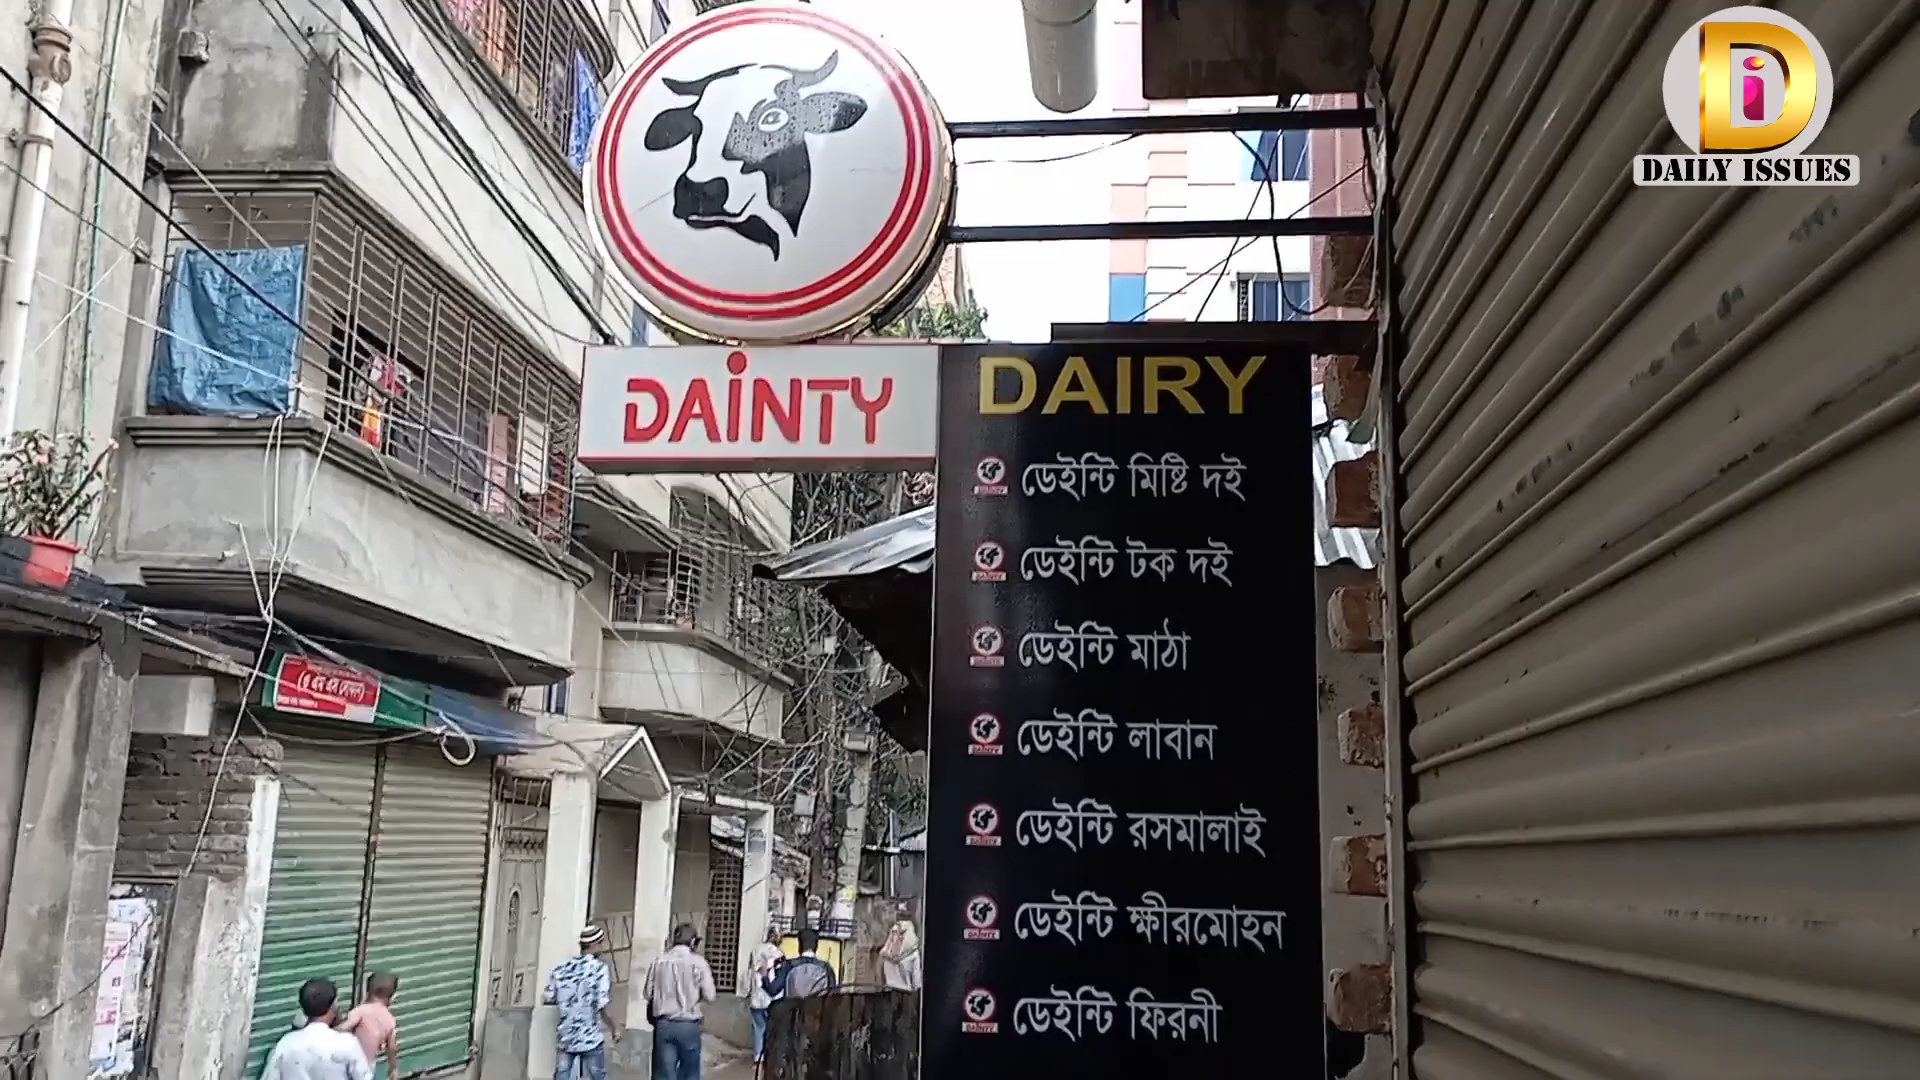 DAILY ISSUES
DAINTY
DAIRY
ডেইন্টি মিষ্টি দই
ডেইন্টি টক দই
ডেইন্টি মাঠা
ডেইন্টি লাবান
ডেইন্টি রসমালাই
ডেইন্টি ক্ষীরমোহন
ডেইন্টি ফিরনী